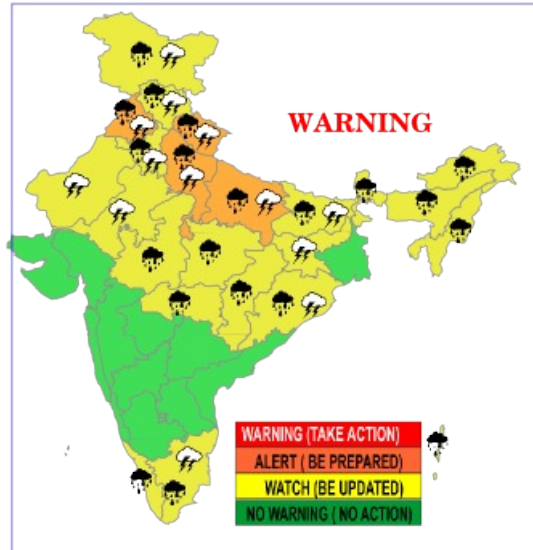 WARNING
WARNING (TAKE ACTION)
ALERT ( BE PREPARED)
WATCH (BE UPDATED)
NO WARNING ( NO ACTION)